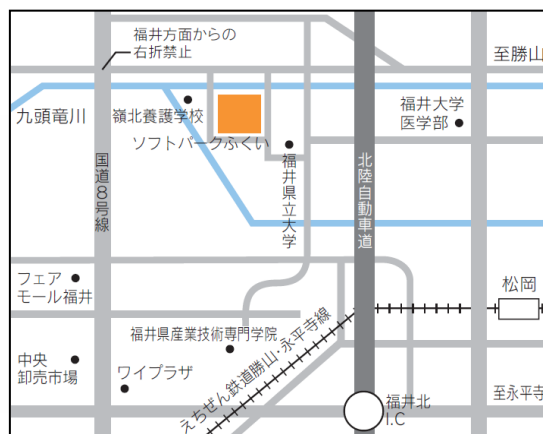 福井方面からの
右折禁止
至勝山
九頭竜川
嶺北養護学校
福井大学
医学部
ソフトパークふくい
福井県立大学
国道8号線
北陸自動車道
フェア
モール福井
松岡
福井県産業技術専門学院
えちぜん鉄道勝山・永平寺線
中央
卸売市場
ワイプラザ
福井北
I.C
至永平寺